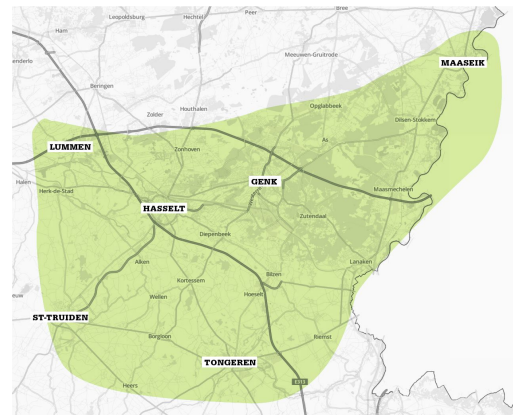 Leopoldsburg
Hechtel
Peer
Bree
Ham
Meeuwen-Gruitrode
MAASEIK
Beringen
Zolder
Houthalen
Opglabbeek
Dilsen-Stokkem
LUMMEN
Zonhoven
As
Halen
Herk-de-Stad
GENK
Maasmechelen
HASSELT
Zutendaal
Diepenbeek
Alken
Lanaken
Kortessem
Bilzen
Wellen
Hoeselt
ST-TRUIDEN
Borgloon
Riemst
TONGEREN
Heers
E313